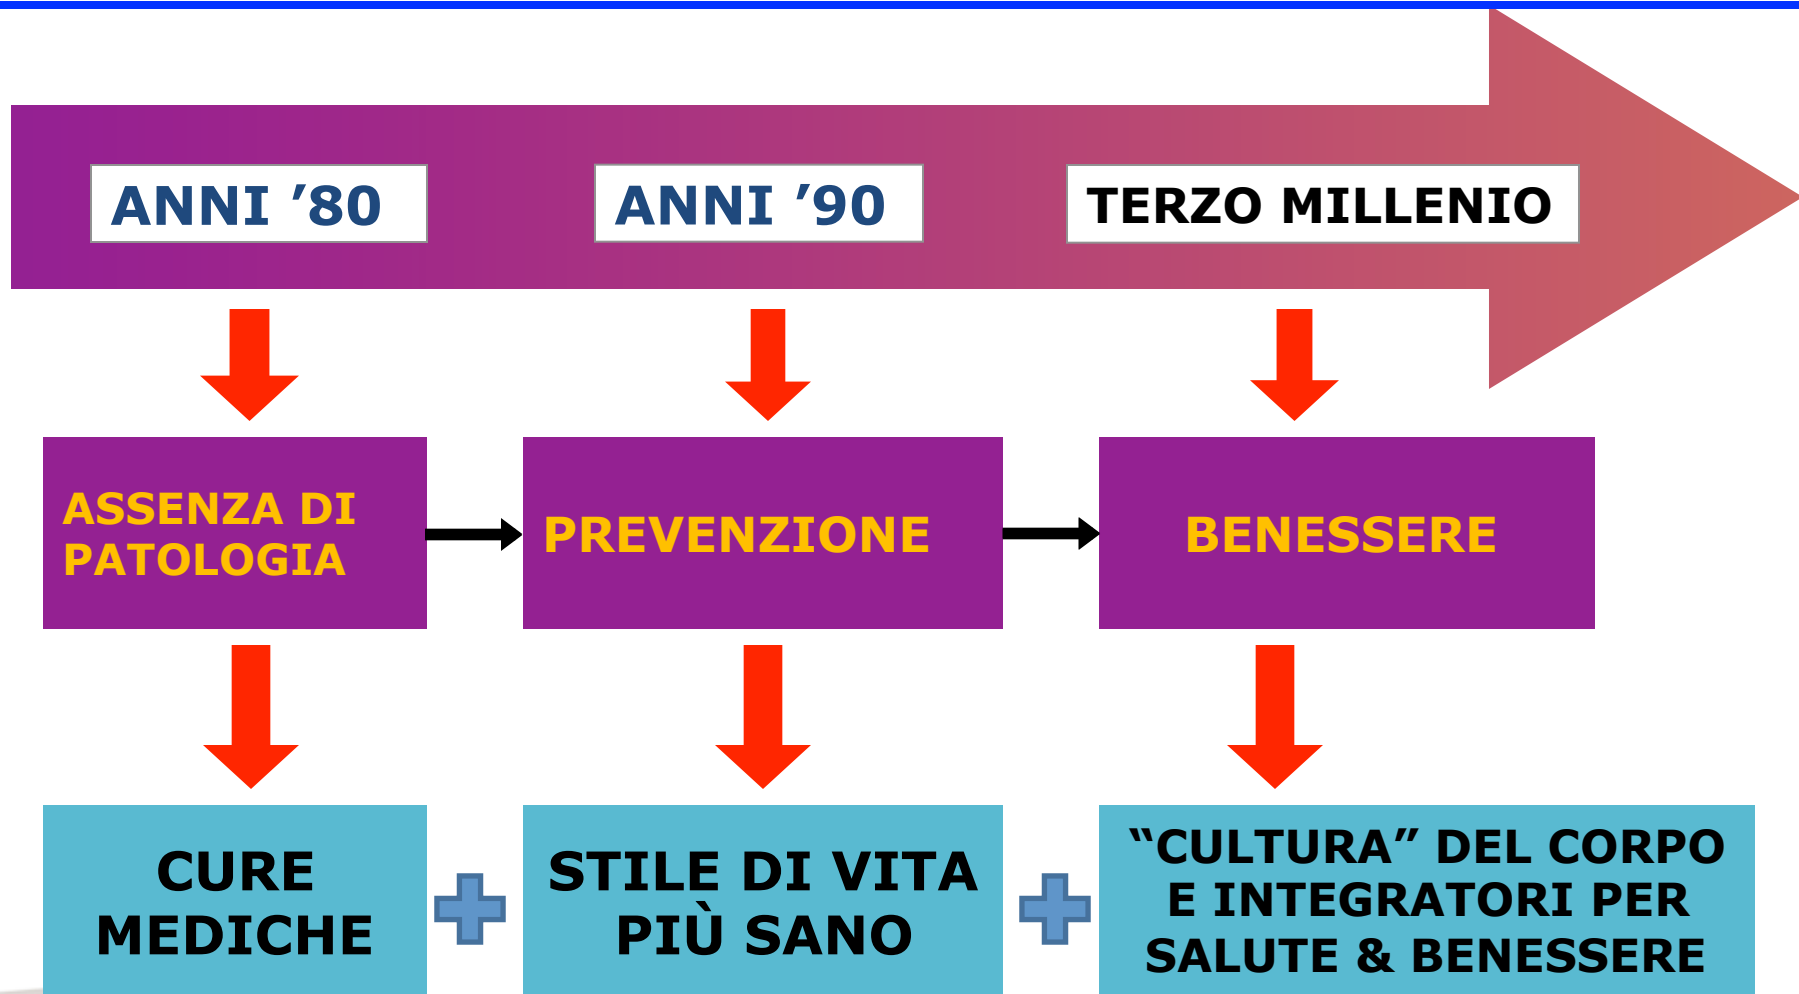 ANNI ’80
ANNI ’90
TERZO MILLENIO
ASSENZA DI
PATOLOGIA
PREVENZIONE
BENESSERE
CURE
MEDICHE
STILE DI VITA
PIÙ SANO
“CULTURA” DEL CORPO
E INTEGRATORI PER
SALUTE & BENESSERE